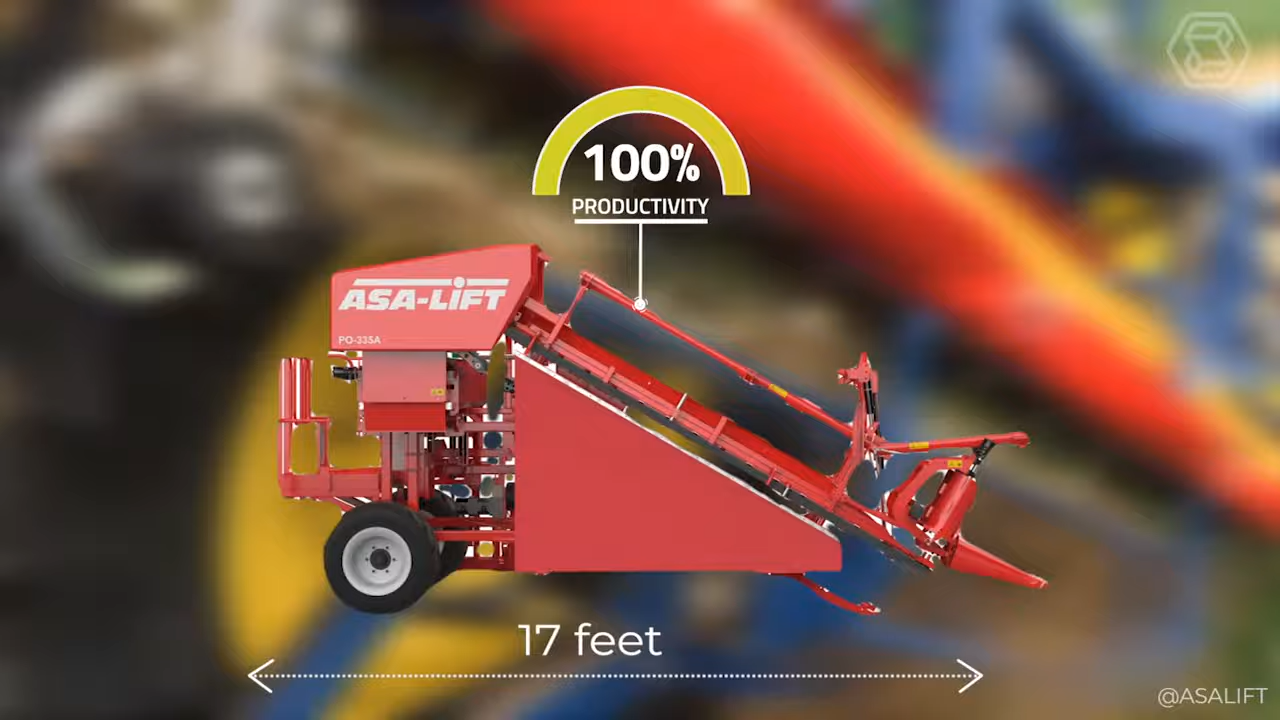 100%
PRODUCTIVITY
ASA-LIFT
PO-335A
17 feet
@ASALIFT